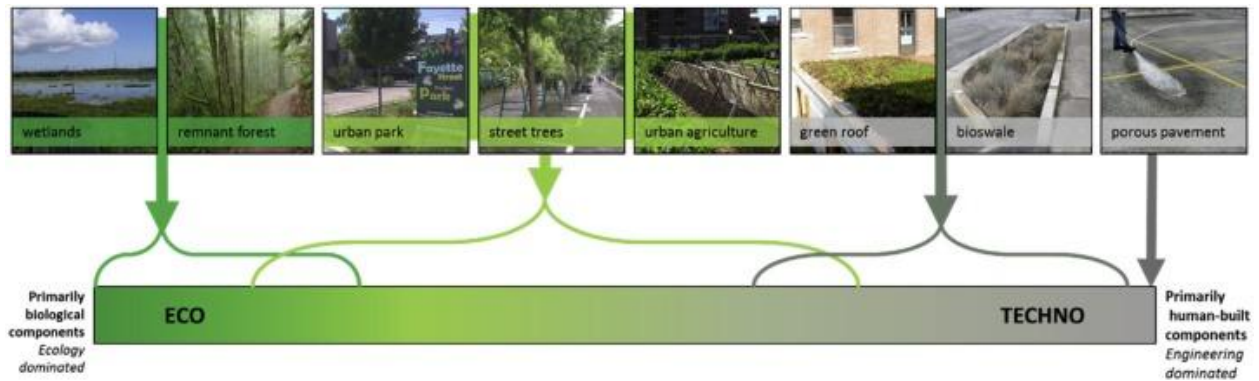 wetlands
remnant forest
Fayette
Street
Park
urban park
street trees
urban agriculture
green roof
bioswale
porous pavement
Primarily
biological
components
Ecology
dominated
ECO
TECHNO
Primarily
human-built
components
Engineering
dominated